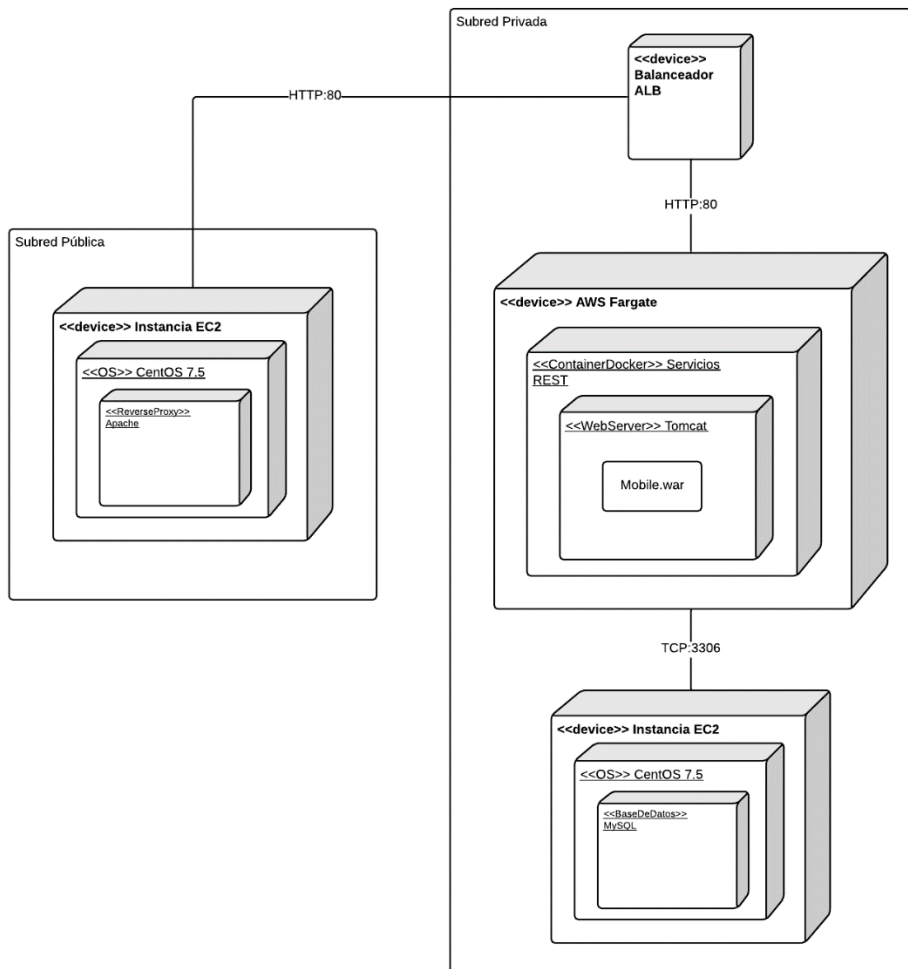 Subred Privada
<<device>>
Balanceador
ALB
HTTP:80
HTTP:80
Subred Pública
<<device>> Instancia EC2
<<OS>> CentOS 7.5
<<ReverseProxy>>
Apache
<<device>> AWS Fargate
<<ContainerDocker>> Servicios
REST
<<WebServer>> Tomcat
Mobile.war
TCP:3306
<<device>> Instancia EC2
<<OS>> CentOS 7.5
<<BaseDeDatos>>
MySQL